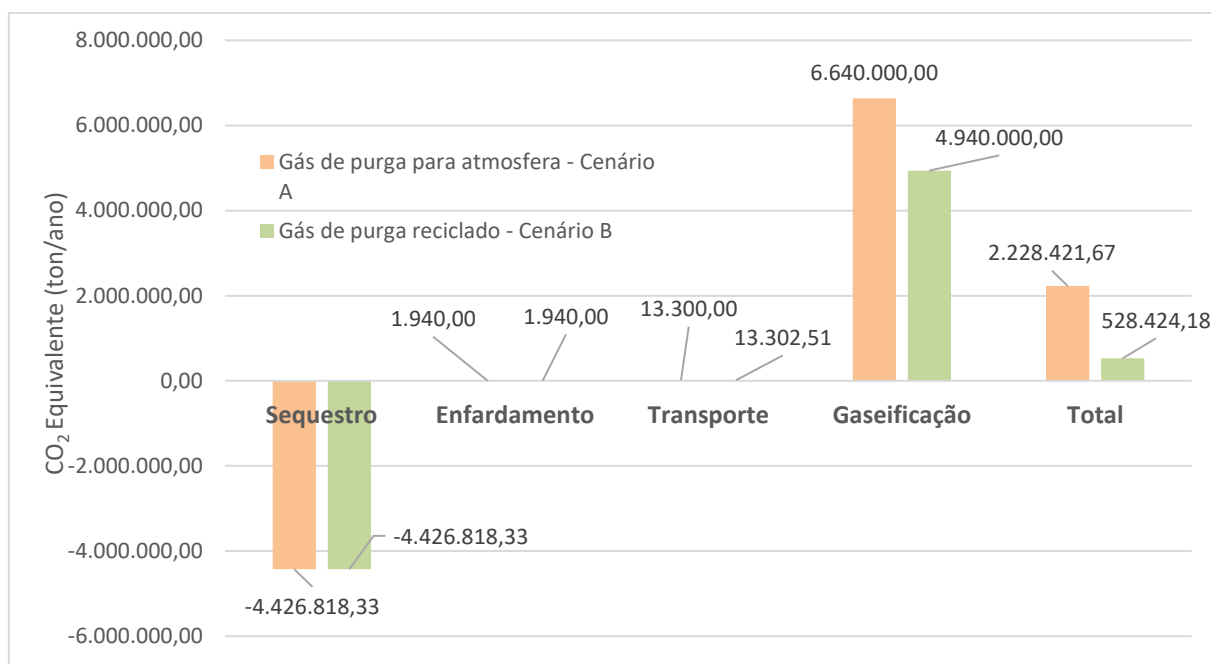 8.000.000,00
6.640.000,00
6.000.000,00
4.940.000,00
Gás de purga para atmosfera - Cenário
A
4.000.000,00
Gás de purga reciclado - Cenário B
2.228.421,67
2.000.000,00
1.940,00
1.940,00
13.300,00
13.302,51
528.424,18
0,00
Sequestro
Enfardamento
Transporte
Gaseificação
Total
CO2 Equivalente (ton/ano)
-2.000.000,00
-4.000.000,00
-4.426.818,33
-4.426.818,33
-6.000.000,00